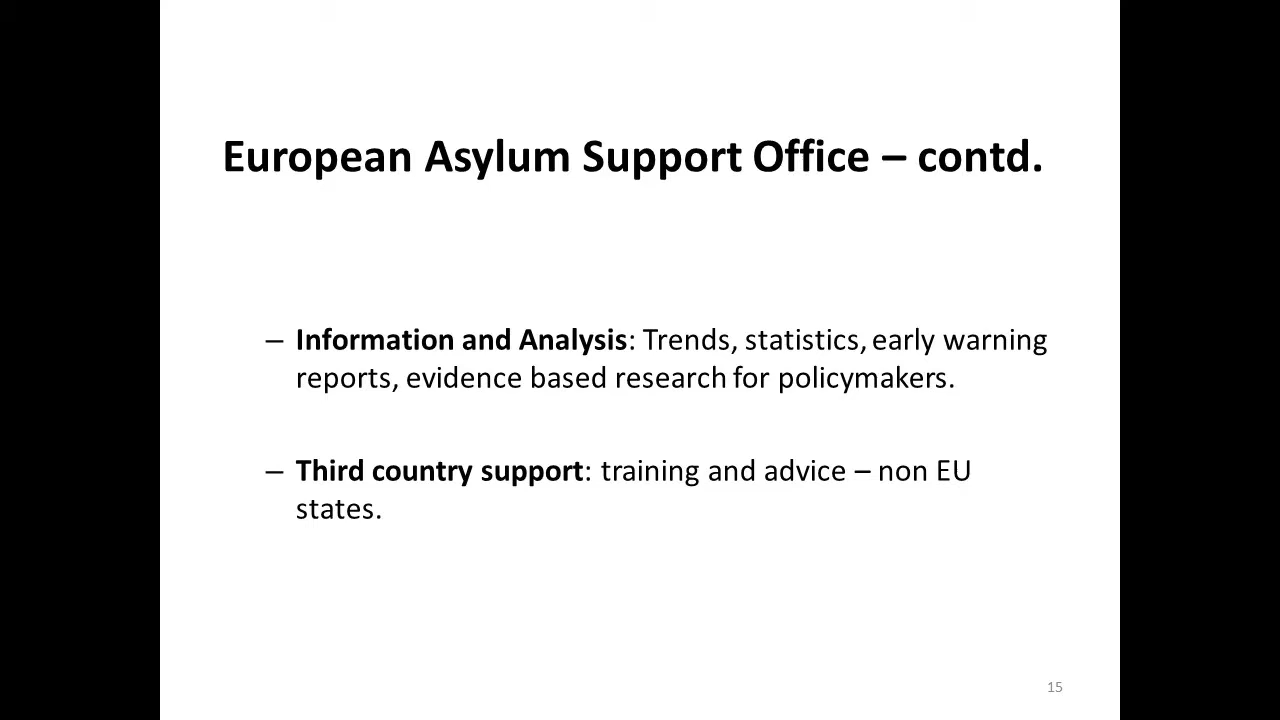 European Asylum Support Office – contd.
– Information and Analysis: Trends, statistics, early warning
reports, evidence based research for policymakers.
– Third country support: training and advice – non EU
states.
15